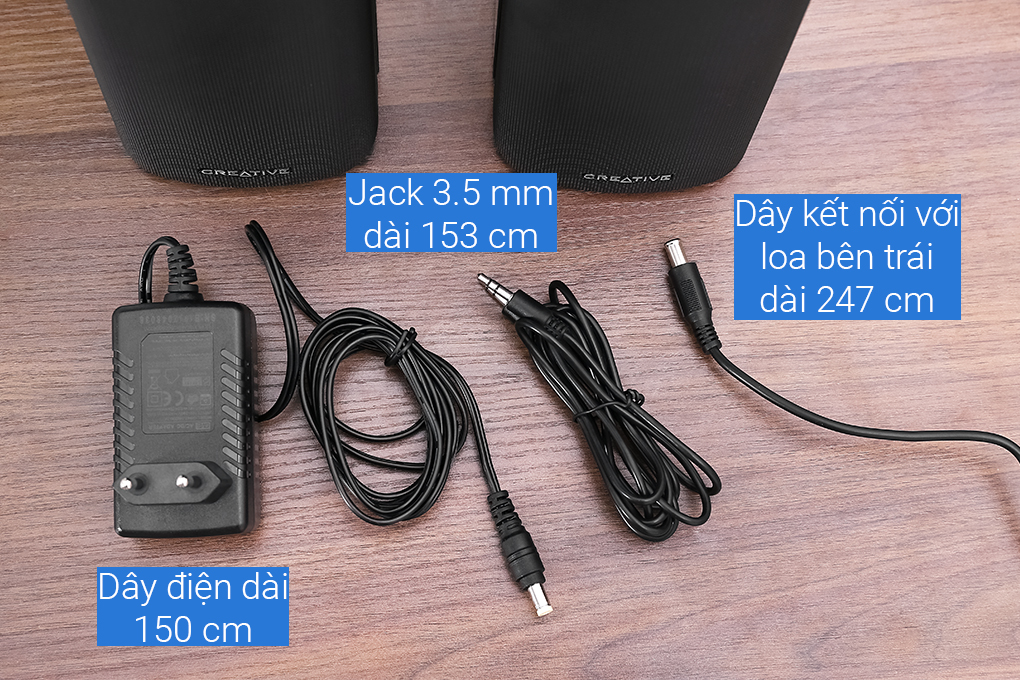 CREATIVE
CREATIVE
Jack 3.5 mm
dài 153 cm
Dây kết nối với
loa bên trái
dài 247 cm
Dây điện dài
150 cm